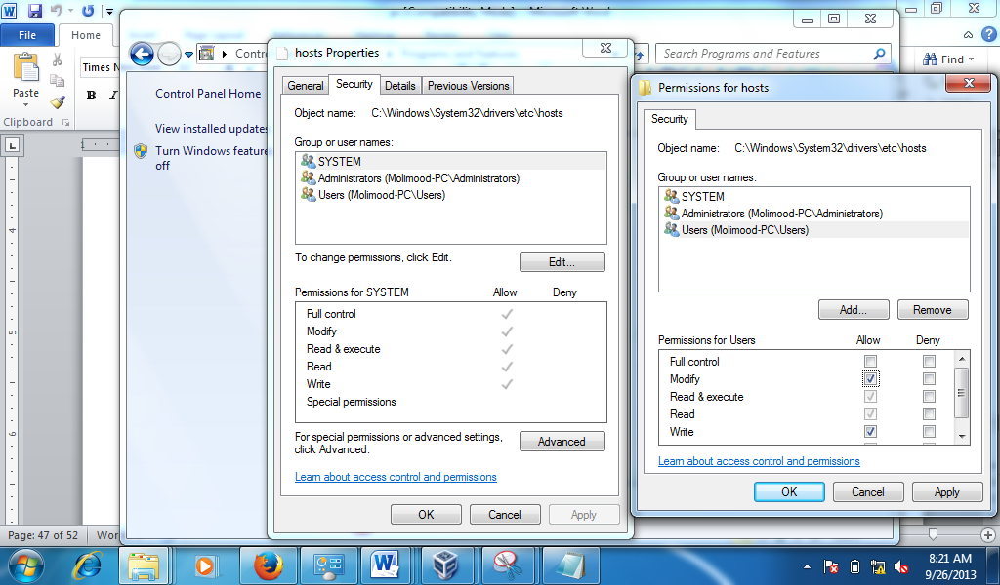 File
Home
Paste
Clipboard
Times N
B
I
Find
Control Panel Home
View installed updates
Turn Windows feature
off
Contro
Search Programs and Features
hosts Properties
General
Security
Details
Previous Versions
Object name: C:\Windows\System32\drivers\etc\hosts
Group or user names:
SYSTEM
Administrators (Molimood-PC\Administrators)
Users (Molimood-PC\Users)
To change permissions, click Edit.
Edit...
Permissions for SYSTEM Allow Deny
Full control
Modify
Read & execute
Read
Write
Special permissions
For special permissions or advanced settings,
click Advanced.
Advanced
Learn about access control and permissions
OK
Cancel
Apply
Permissions for hosts
Security
Object name: C:\Windows\System32\drivers\etc\hosts
Group or user names:
SYSTEM
Administrators (Molimood-PC\Administrators)
Users (Molimood-PC\Users)
Add...
Remove
Permissions for Users Allow Deny
Full control
Modify
Read & execute
Read
Write
Learn about access control and permissions
OK
Cancel
Apply
Page: 47 of 52
Wor
8:21 AM
9/26/2013